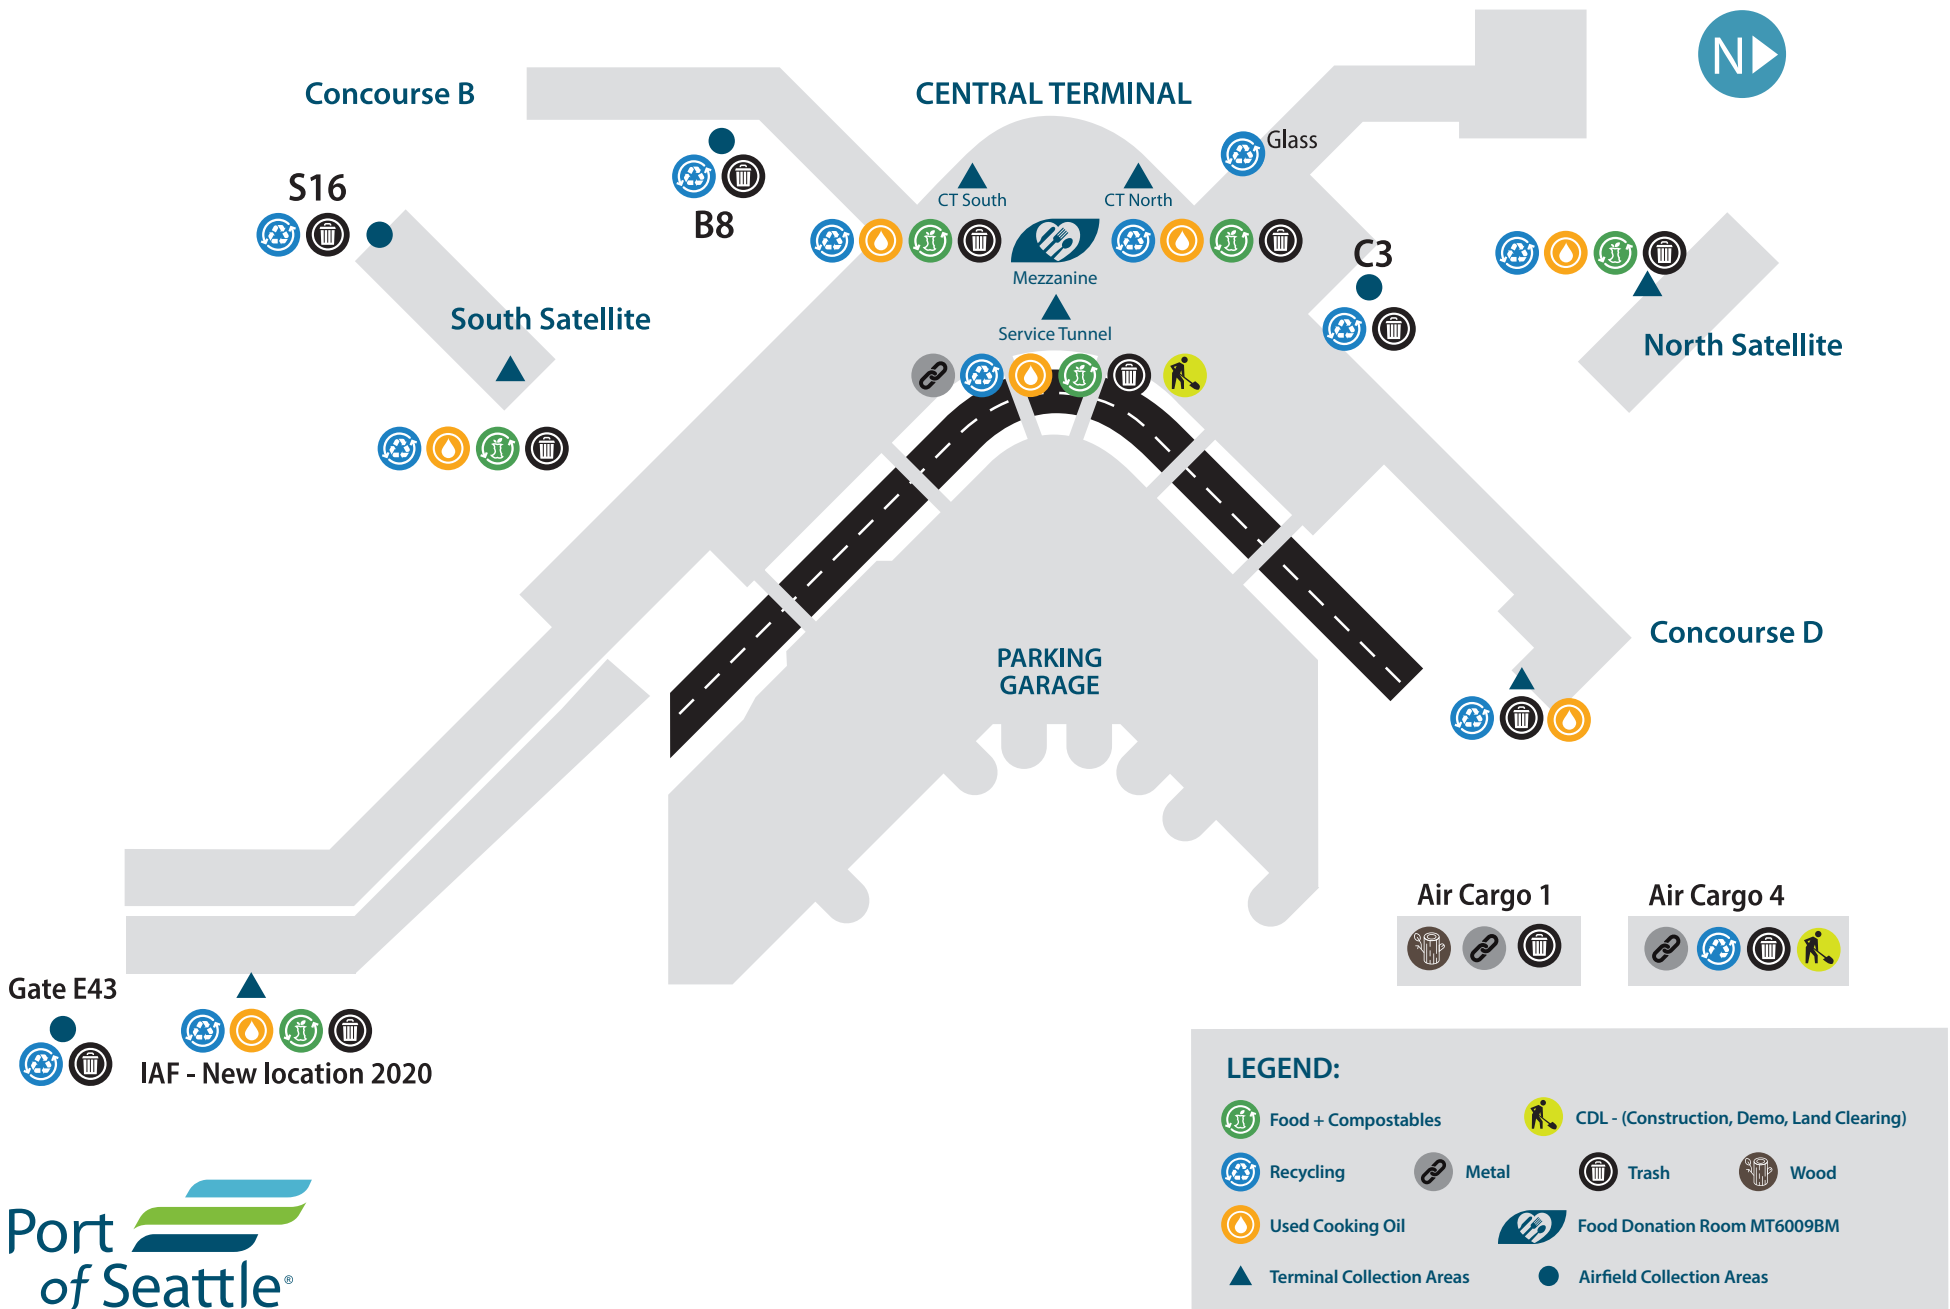 N
Concourse B
CENTRAL TERMINAL
Glass
S16
B8
CT South
CT North
C3
Mezzanine
South Satellite
Service Tunnel
North Satellite
Concourse D
PARKING
GARAGE
Air Cargo 1
Air Cargo 4
Gate E43
IAF - New location 2020
LEGEND:
Food + Compostables
CDL - (Construction, Demo, Land Clearing)
Recycling
Metal
Trash
Wood
Used Cooking Oil
Food Donation Room MT6009BM
Terminal Collection Areas
Airfield Collection Areas
Port
of Seattle®